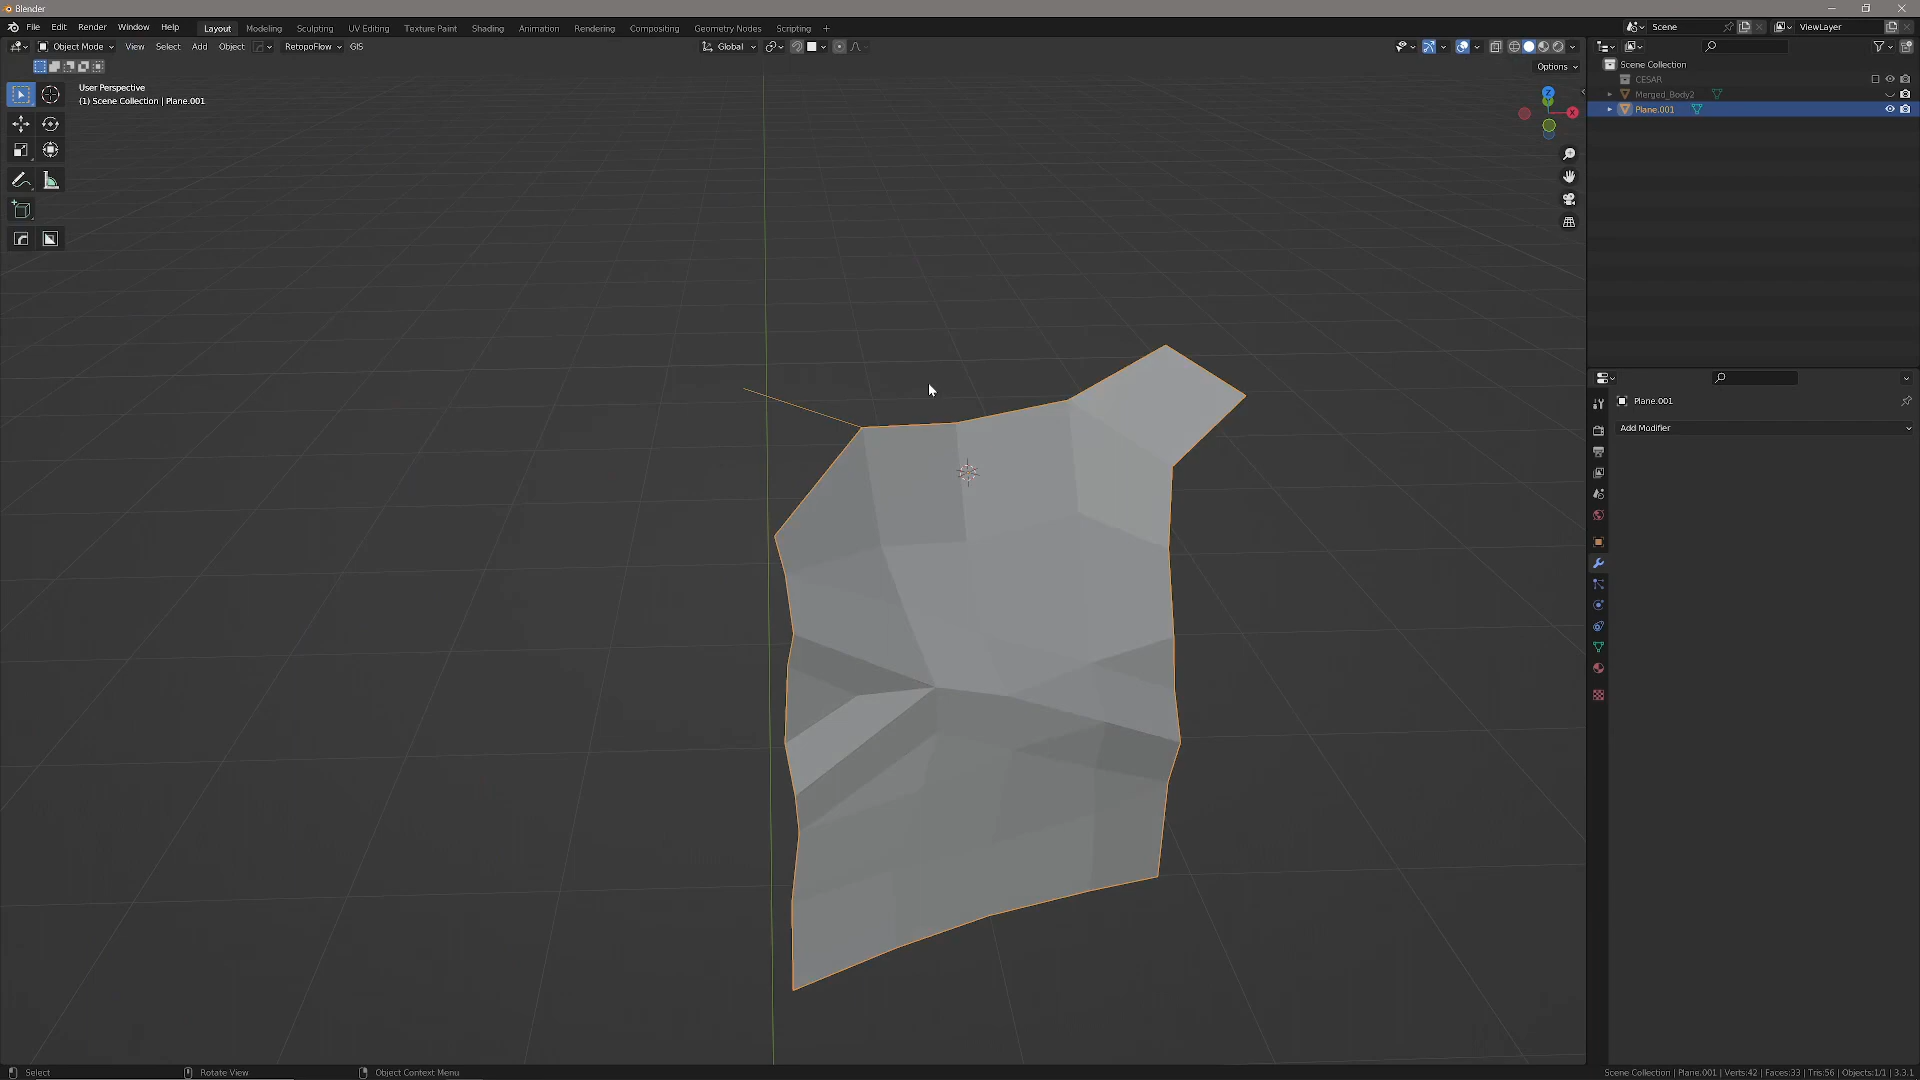 Blender
File Edit Render Window Help Layout Modeling Sculpting UV Editing Texture Paint Shading Animation Rendering Compositing Geometry Nodes Scripting + Scene ViewLayer
Object Mode View Select Add Object RetopoFlow GIS Global
Options
User Perspective
(1) Scene Collection | Plane.001
Z
X
Scene Collection
CESAR
Merged_Body2
Plane.001
Plane.001
Add Modifier
Select Rotate View Object Context Menu Scene Collection | Plane.001 | Verts:42 | Faces:33 | Tris:56 | Objects:1/1 | 3.3.1